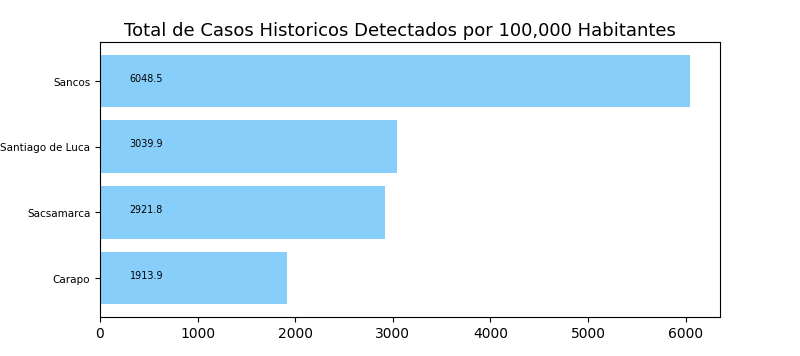 Total de Casos Historicos Detectados por 100,000 Habitantes
Sancos
6048.5
Santiago de Luca
3039.9
Sacsamarca
2921.8
Carapo
1913.9
0 1000 2000 3000 4000 5000 6000